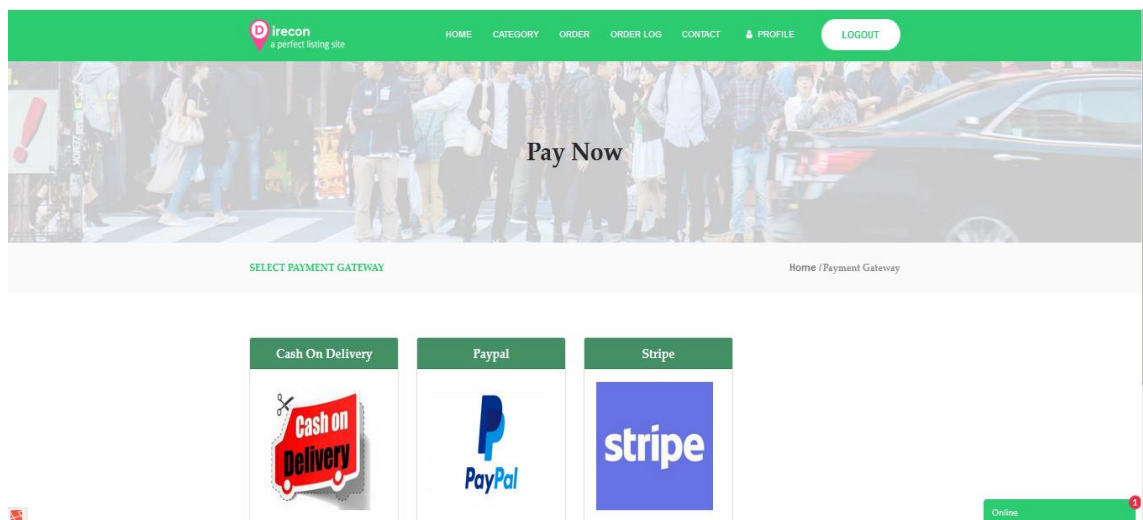 D irecon
a perfect listing site
HOME CATEGORY ORDER ORDER LOG CONTACT PROFILE LOGOUT
Pay Now
SELECT PAYMENT GATEWAY
Home / Payment Gateway
Cash On Delivery
Paypal
Stripe
Cash on
Delivery
PayPal
stripe
Online
1